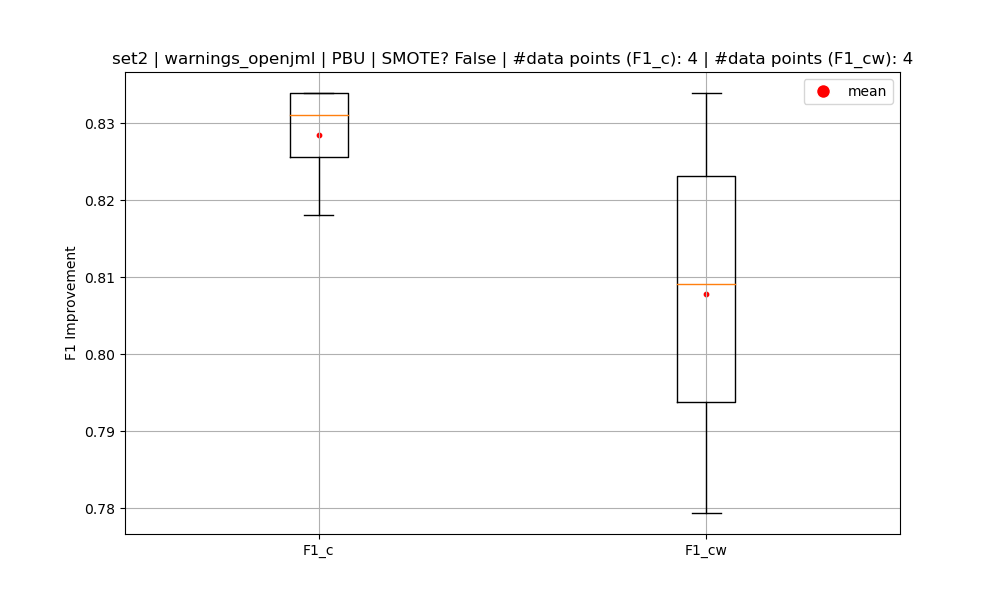 set2 | warnings_openjml | PBU | SMOTE? False | #data points (F1_c): 4 | #data points (F1_cw): 4
mean
0.83
0.82
0.81
0.80
0.79
0.78
F1 Improvement
F1_c
F1_cw